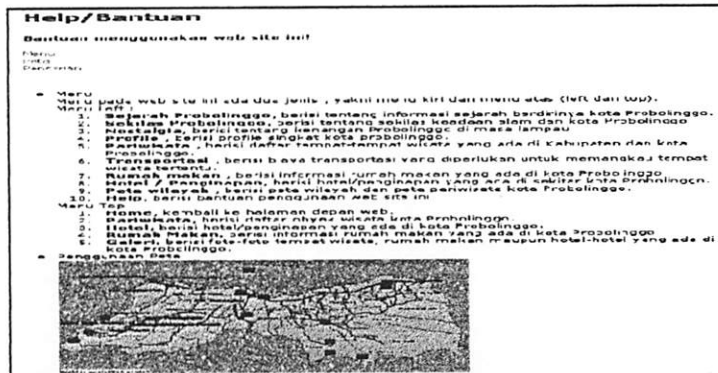 Help/Bantuan
Bantuan menggunakan web site ini!
Menu
Peta
Pencarian
Menu
Menu pada web site ini ada dua jenis , yakni menu kiri dan menu atas (left dan top).
Menu Left :
1. Sejarah Probolinggo, berisi tentang informasi sejarah berdirinya kota Probolinggo.
2. Sekilas Probolinggo, berisi tentang sekilas keadaan alam dan kota Probolinggo
3. Nostalgia, berisi tentang kenangan Probolinggo di masa lampau
4. Profile , berisi profile singkat kota Probolinggo.
5. Pariwisata , berisi daftar tempat-tempat wisata yang ada di Kabupaten dan kota
Probolinggo.
6. Transportasi , berisi biaya transportasi yang diperlukan untuk memangkau tempat
wisata tertentu.
7. Rumah makan , berisi informasi rumah makan yang ada di kota Probolinggo
8. Hotel / Penginapan, berisi hotel/penginapan yang ada di sekitar kota Probolinggo.
9. Peta wilayah , berisi peta wilayah dan peta pariwisata kota Probolinggo.
10. Help, berisi bantuan penggunaan web site ini
Menu Top
1. Home, kembali ke halaman depan web.
2. Pariwisata, berisi daftar obyek wisata kota Probolinggo.
3. Hotel, berisi hotel/penginapan yang ada di kota Probolinggo.
4. Rumah Makan, berisi informasi rumah makan yang ada di kota Probolinggo
5. Galeri, berisi foto-foto tempat wisata, rumah makan maupun hotel-hotel yang ada di
kota Probolinggo.
Penggunaan Peta